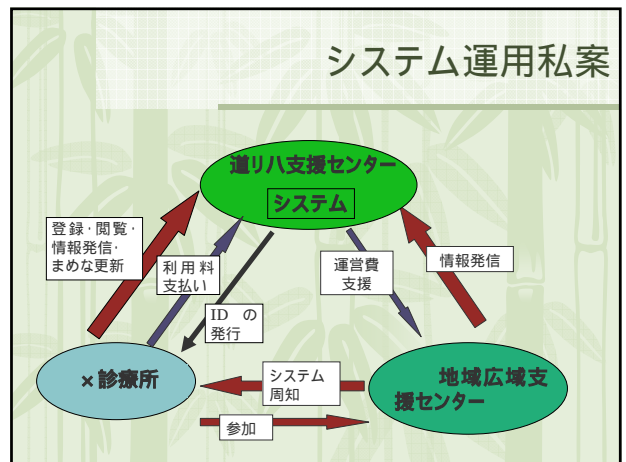 システム運用私案
道リハ支援センター
システム
登録・閲覧・
情報発信・
まめな更新
利用料
支払い
ID の
発行
運営費
支援
情報発信
×診療所
システム
周知
参加
地域広域支
援センター